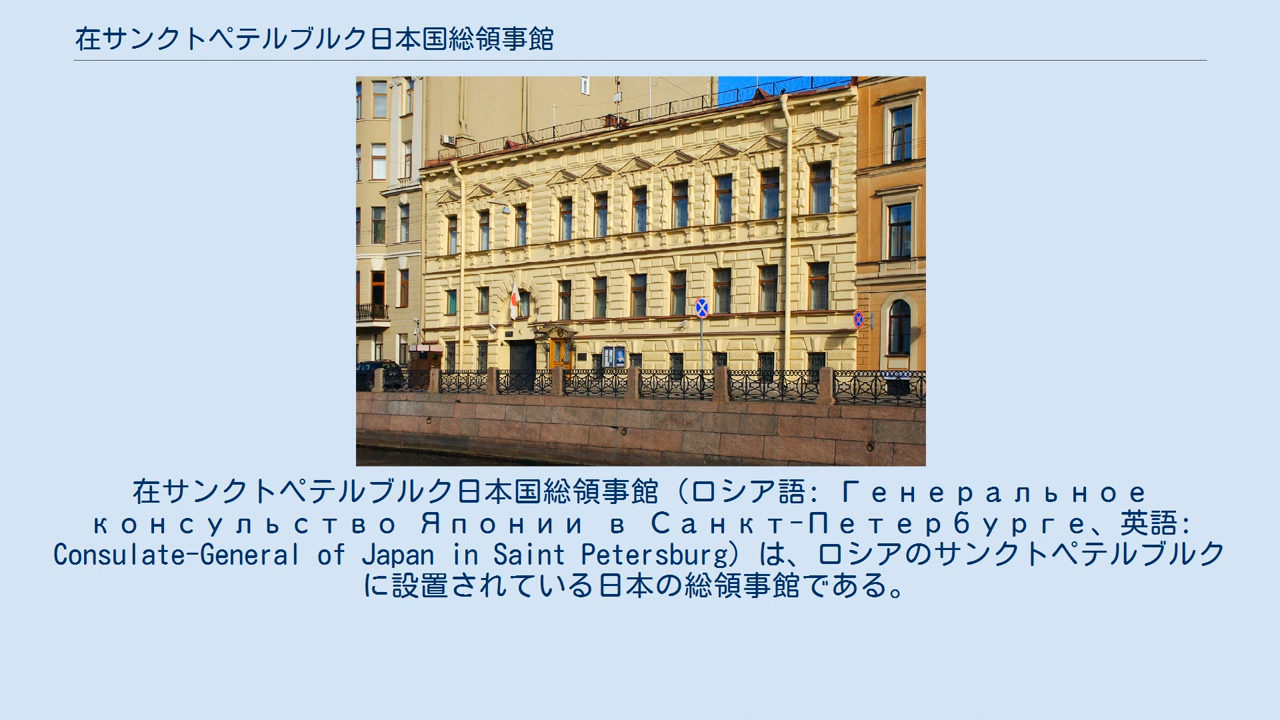 在サンクトペテルブルク日本国総領事館
在サンクトペテルブルク日本国総領事館（ロシア語: Генеральное
консульство Японии в Санкт-Петербурге、英語:
Consulate-General of Japan in Saint Petersburg）は、ロシアのサンクトペテルブルク
に設置されている日本の総領事館である。